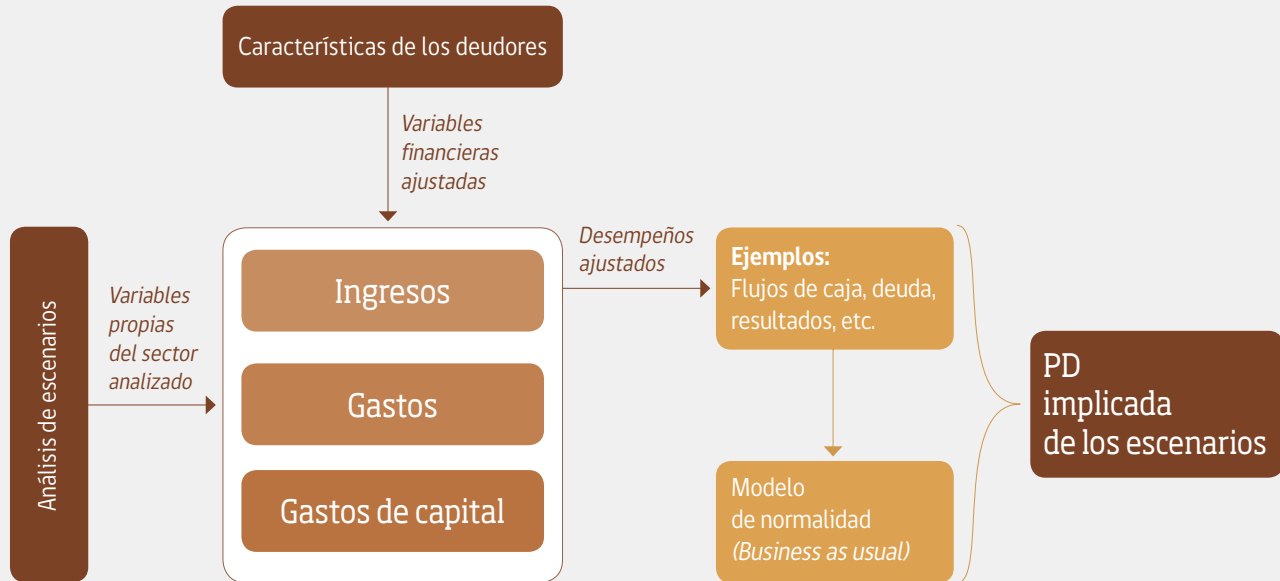 Características de los deudores
Variables
financieras
ajustadas
Análisis de escenarios
Variables
propias
del sector
analizado
Ingresos
Gastos
Gastos de capital
Desempeños
ajustados
Ejemplos:
Flujos de caja, deuda,
resultados, etc.
Modelo
de normalidad
(Business as usual)
PD
implicada
de los escenarios